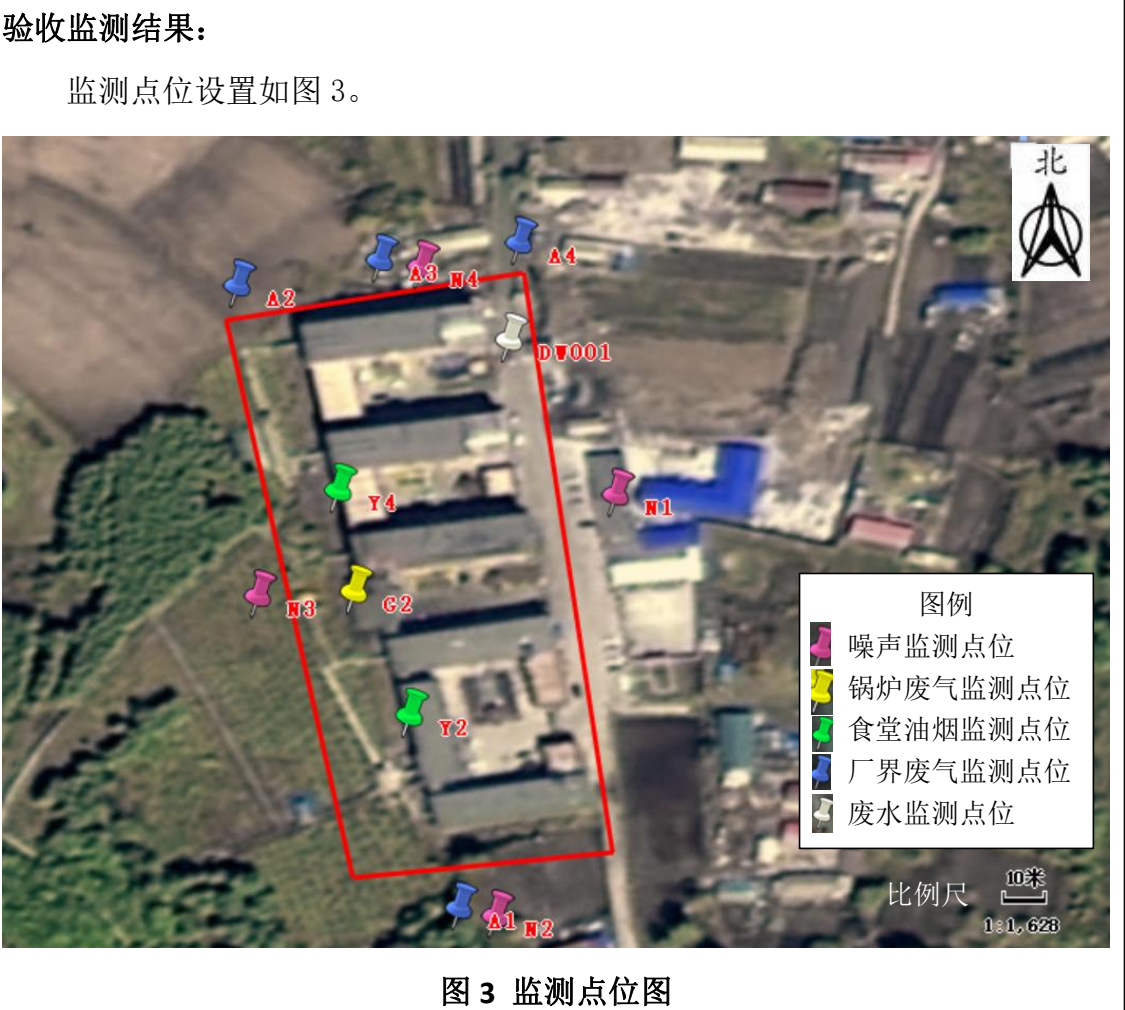 验收监测结果：
监测点位设置如图 3。
北
A4
A3
N4
A2
DW001
Y4
N1
G2
N3
Y2
A1
N2
图例
噪声监测点位
锅炉废气监测点位
食堂油烟监测点位
厂界废气监测点位
废水监测点位
比例尺
10米
1:1,628
图 3 监测点位图